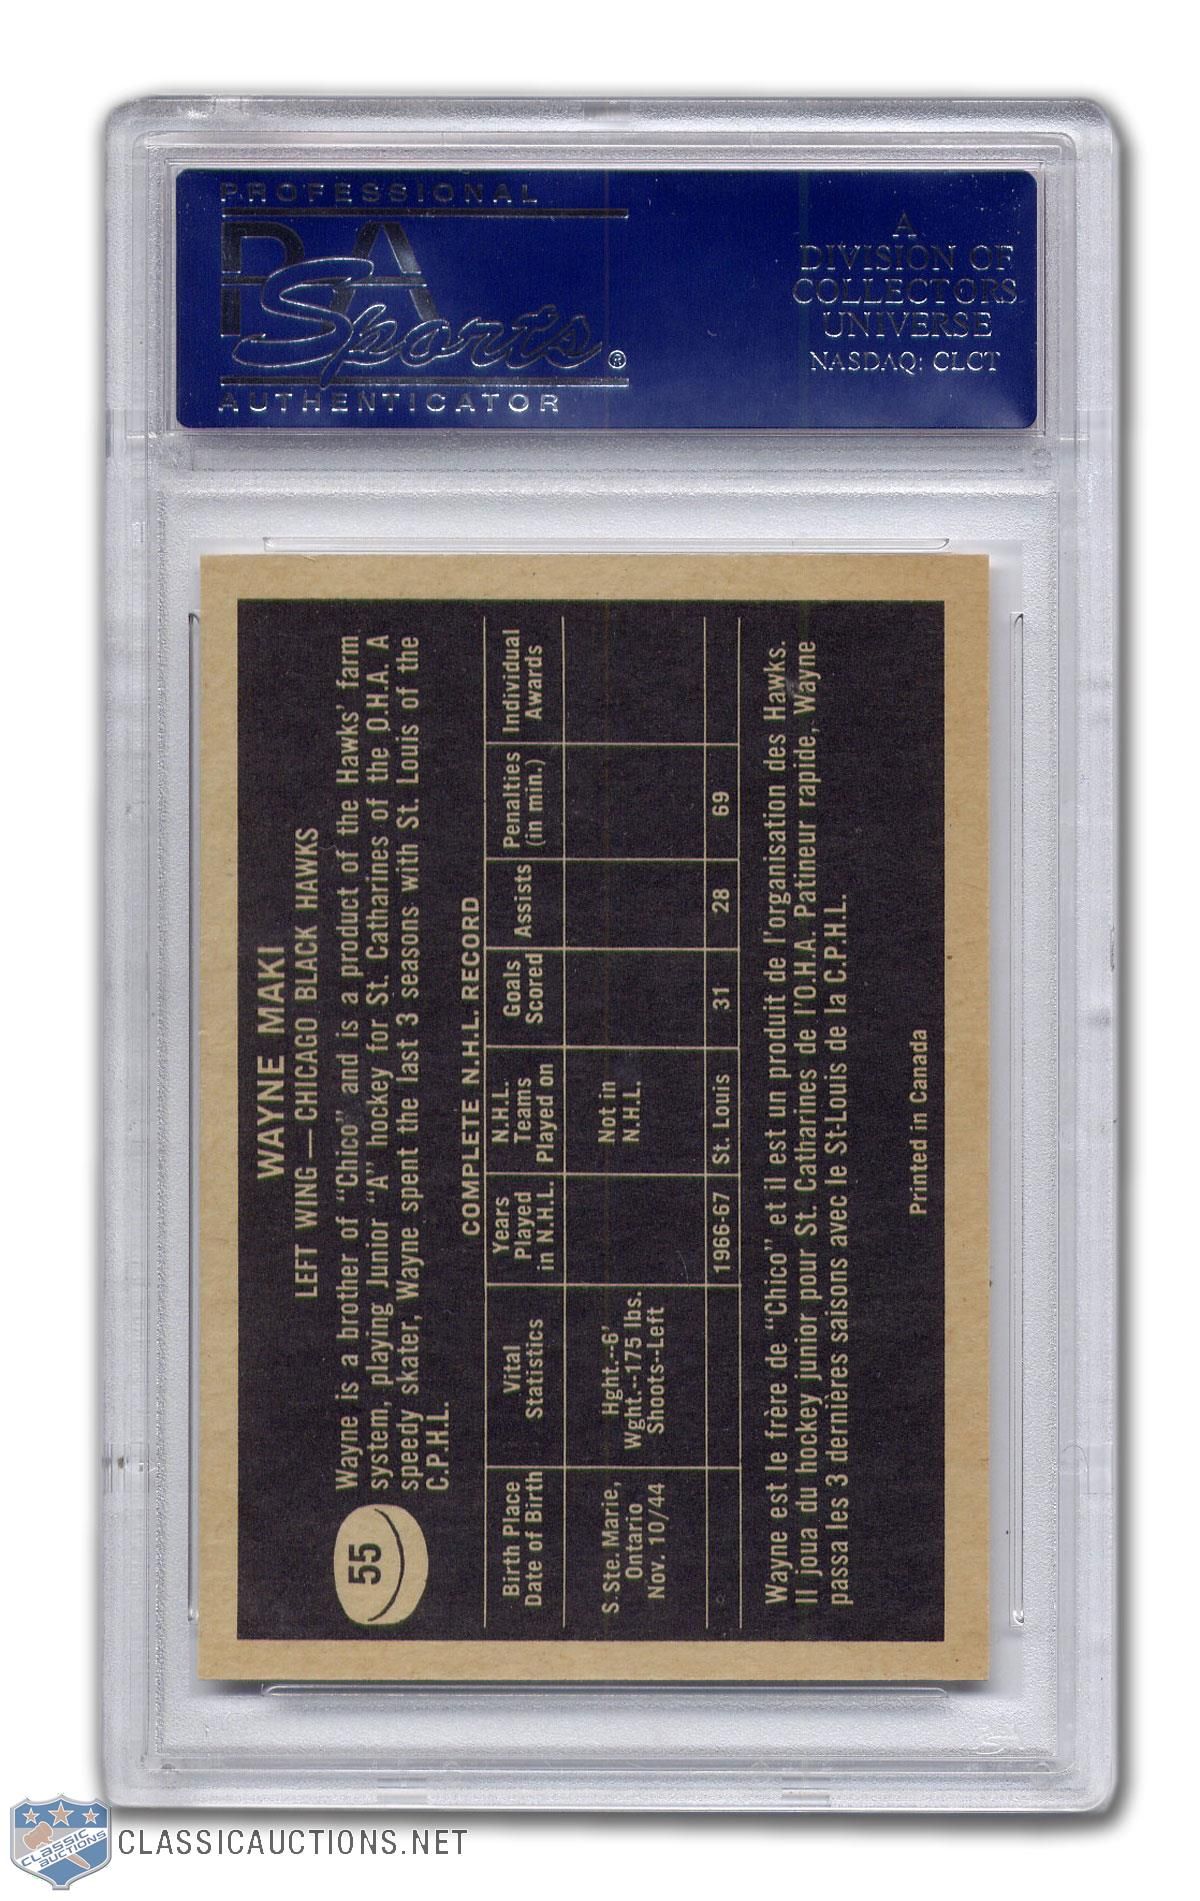 PROFESSIONAL
PSA
Sports®
AUTHENTICATOR
A
DIVISION OF
COLLECTORS
UNIVERSE
NASDAQ: CLCT
WAYNE MAKI
LEFT WING—CHICAGO BLACK HAWKS
55
Wayne is a brother of "Chico" and is a product of the Hawks' farm
system, playing Junior "A" hockey for St. Catharines of the O.H.A. A
speedy skater, Wayne spent the last 3 seasons with St. Louis of the
C.P.H.L.
COMPLETE N.H.L. RECORD
Birth Place Date of Birth Vital Statistics Years Played in N.H.L. N.H.L. Teams Played on Goals Scored Assists Penalties (in min.) Individual Awards
S. Ste. Marie, Ontario Nov. 10/44 Hght.--6' Wght.--175 lbs. Shoots--Left Not in N.H.L.
1966-67 St. Louis 31 28 69
Wayne est le frère de "Chico" et il est un produit de l'organisation des Hawks.
Il joua du hockey junior pour St. Catharines de l'O.H.A. Patineur rapide, Wayne
passa les 3 dernières saisons avec le St-Louis de la C.P.H.L.
Printed in Canada
CLASSIC
AUCTIONS
CLASSICAUCTIONS.NET